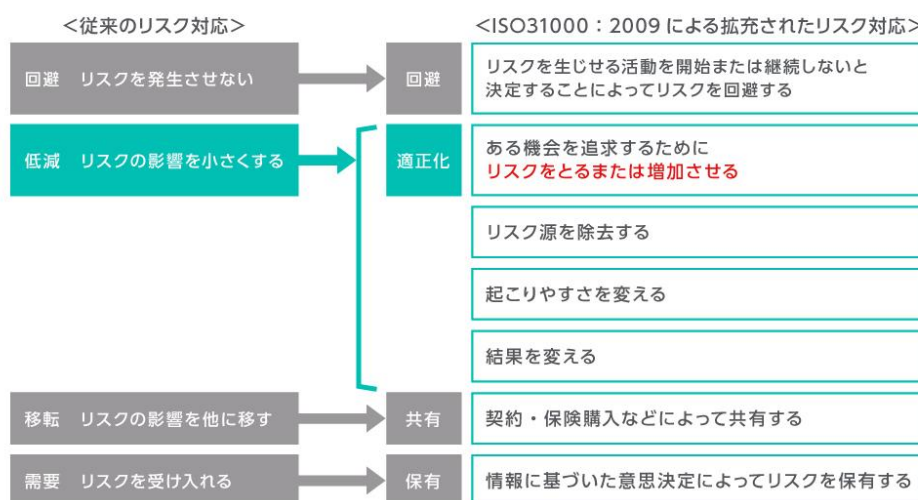 <従来のリスク対応>
<ISO31000:2009 による拡充されたリスク対応>
回避 リスクを発生させない
回避
リスクを生じせる活動を開始または継続しないと
決定することによってリスクを回避する
低減 リスクの影響を小さくする
適正化
ある機会を追求するために
リスクをとるまたは増加させる
リスク源を除去する
起こりやすさを変える
結果を変える
移転 リスクの影響を他に移す
共有
契約・保険購入などによって共有する
需要 リスクを受け入れる
保有
情報に基づいた意思決定によってリスクを保有する